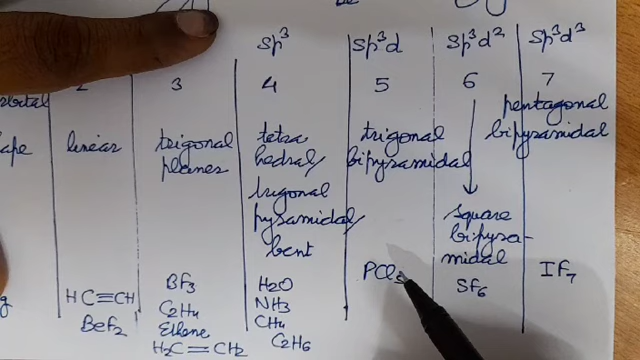 sp³ sp³d sp³d² sp³d³
orbital 2 3 4 5 6 7
linear trigonal planer tetra hedral/ trigonal pyramidal/ bent trigonal bipyramidal square bipyra-midal pentagonal bipyramidal
HC≡CH
BeF₂
BF₃
C₂H₄
Ethene
H₂C=CH₂
H₂O
NH₃
CH₄
C₂H₆
PCl₅
SF₆
IF₇